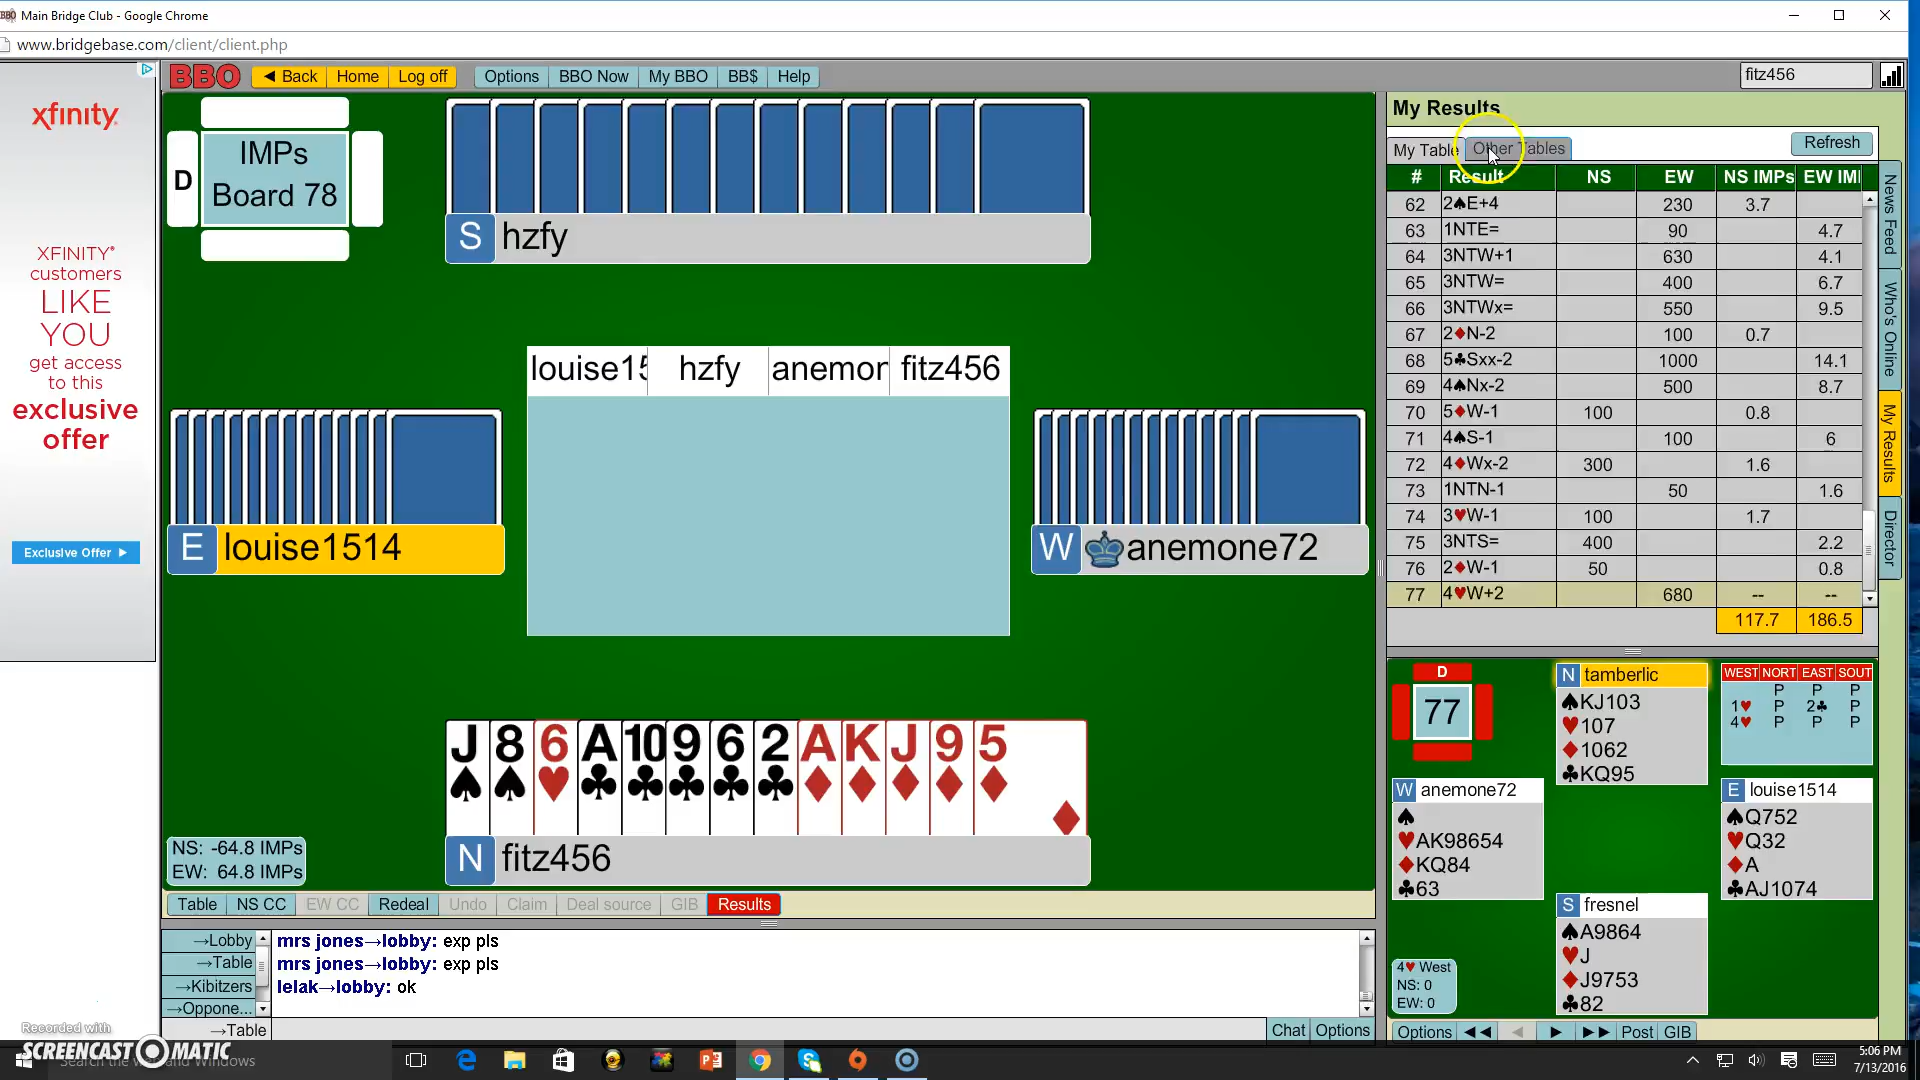 Main Bridge Club - Google Chrome
www.bridgebase.com/client/client.php
xfinity
XFINITY®
customers
LIKE
YOU
get access
to this
exclusive
offer
Exclusive Offer ▶
BBO ◄ Back Home Log off Options BBO Now My BBO BB$ Help fitz456
D IMPs
Board 78
S hzfy
louise15 hzfy anemor fitz456
E louise1514
W anemone72
J♠ 8♠ 6♥ A♣ 10♣ 9♣ 6♣ 2♣ A♦ K♦ J♦ 9♦ 5♦
N fitz456
NS: -64.8 IMPs
EW: 64.8 IMPs
Table NS CC EW CC Redeal Undo Claim Deal source GIB Results
→Lobby
→Table
→Kibitzers
→Oppone...
→Table
mrs jones→lobby: exp pls
mrs jones→lobby: exp pls
lelak→lobby: ok
Chat Options
My Results
My Table Other Tables Refresh
# Result NS EW NS IMPs EW IMI
62 2♠E+4 230 3.7
63 1NTE= 90 4.7
64 3NTW+1 630 4.1
65 3NTW= 400 6.7
66 3NTWx= 550 9.5
67 2♦N-2 100 0.7
68 5♣Sxx-2 1000 14.1
69 4♠Nx-2 500 8.7
70 5♦W-1 100 0.8
71 4♠S-1 100 6
72 4♦Wx-2 300 1.6
73 1NTN-1 50 1.6
74 3♥W-1 100 1.7
75 3NTS= 400 2.2
76 2♦W-1 50 0.8
77 4♥W+2 680 -- --
117.7 186.5
News Feed
Who's Online
My Results
Director
D
77
N tamberlic
♠KJ103
♥107
♦1062
♣KQ95
WEST NORT EAST SOUT
P P P
1♥ P 2♣ P
4♥ P P P
W anemone72
♠
♥AK98654
♦KQ84
♣63
E louise1514
♠Q752
♥Q32
♦A
♣AJ1074
S fresnel
♠A9864
♥J
♦J9753
♣82
4♥ West
NS: 0
EW: 0
Options ◄◄ ◄ ► ►► Post GIB
Recorded with
SCREENCAST-O-MATIC
Search the web and Windows
5:06 PM
7/13/2016